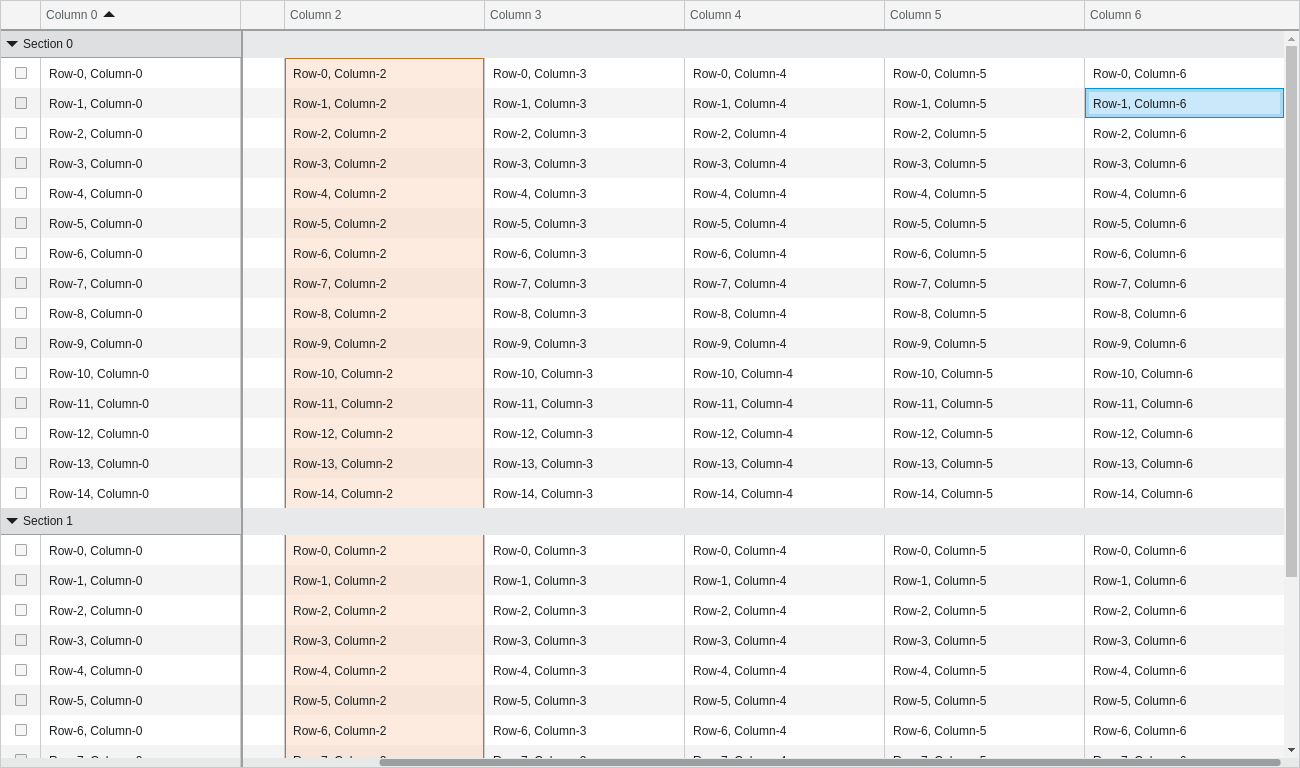 Column 0 Column 2 Column 3 Column 4 Column 5 Column 6
Section 0
Row-0, Column-0 Row-0, Column-2 Row-0, Column-3 Row-0, Column-4 Row-0, Column-5 Row-0, Column-6
Row-1, Column-0 Row-1, Column-2 Row-1, Column-3 Row-1, Column-4 Row-1, Column-5 Row-1, Column-6
Row-2, Column-0 Row-2, Column-2 Row-2, Column-3 Row-2, Column-4 Row-2, Column-5 Row-2, Column-6
Row-3, Column-0 Row-3, Column-2 Row-3, Column-3 Row-3, Column-4 Row-3, Column-5 Row-3, Column-6
Row-4, Column-0 Row-4, Column-2 Row-4, Column-3 Row-4, Column-4 Row-4, Column-5 Row-4, Column-6
Row-5, Column-0 Row-5, Column-2 Row-5, Column-3 Row-5, Column-4 Row-5, Column-5 Row-5, Column-6
Row-6, Column-0 Row-6, Column-2 Row-6, Column-3 Row-6, Column-4 Row-6, Column-5 Row-6, Column-6
Row-7, Column-0 Row-7, Column-2 Row-7, Column-3 Row-7, Column-4 Row-7, Column-5 Row-7, Column-6
Row-8, Column-0 Row-8, Column-2 Row-8, Column-3 Row-8, Column-4 Row-8, Column-5 Row-8, Column-6
Row-9, Column-0 Row-9, Column-2 Row-9, Column-3 Row-9, Column-4 Row-9, Column-5 Row-9, Column-6
Row-10, Column-0 Row-10, Column-2 Row-10, Column-3 Row-10, Column-4 Row-10, Column-5 Row-10, Column-6
Row-11, Column-0 Row-11, Column-2 Row-11, Column-3 Row-11, Column-4 Row-11, Column-5 Row-11, Column-6
Row-12, Column-0 Row-12, Column-2 Row-12, Column-3 Row-12, Column-4 Row-12, Column-5 Row-12, Column-6
Row-13, Column-0 Row-13, Column-2 Row-13, Column-3 Row-13, Column-4 Row-13, Column-5 Row-13, Column-6
Row-14, Column-0 Row-14, Column-2 Row-14, Column-3 Row-14, Column-4 Row-14, Column-5 Row-14, Column-6
Section 1
Row-0, Column-0 Row-0, Column-2 Row-0, Column-3 Row-0, Column-4 Row-0, Column-5 Row-0, Column-6
Row-1, Column-0 Row-1, Column-2 Row-1, Column-3 Row-1, Column-4 Row-1, Column-5 Row-1, Column-6
Row-2, Column-0 Row-2, Column-2 Row-2, Column-3 Row-2, Column-4 Row-2, Column-5 Row-2, Column-6
Row-3, Column-0 Row-3, Column-2 Row-3, Column-3 Row-3, Column-4 Row-3, Column-5 Row-3, Column-6
Row-4, Column-0 Row-4, Column-2 Row-4, Column-3 Row-4, Column-4 Row-4, Column-5 Row-4, Column-6
Row-5, Column-0 Row-5, Column-2 Row-5, Column-3 Row-5, Column-4 Row-5, Column-5 Row-5, Column-6
Row-6, Column-0 Row-6, Column-2 Row-6, Column-3 Row-6, Column-4 Row-6, Column-5 Row-6, Column-6